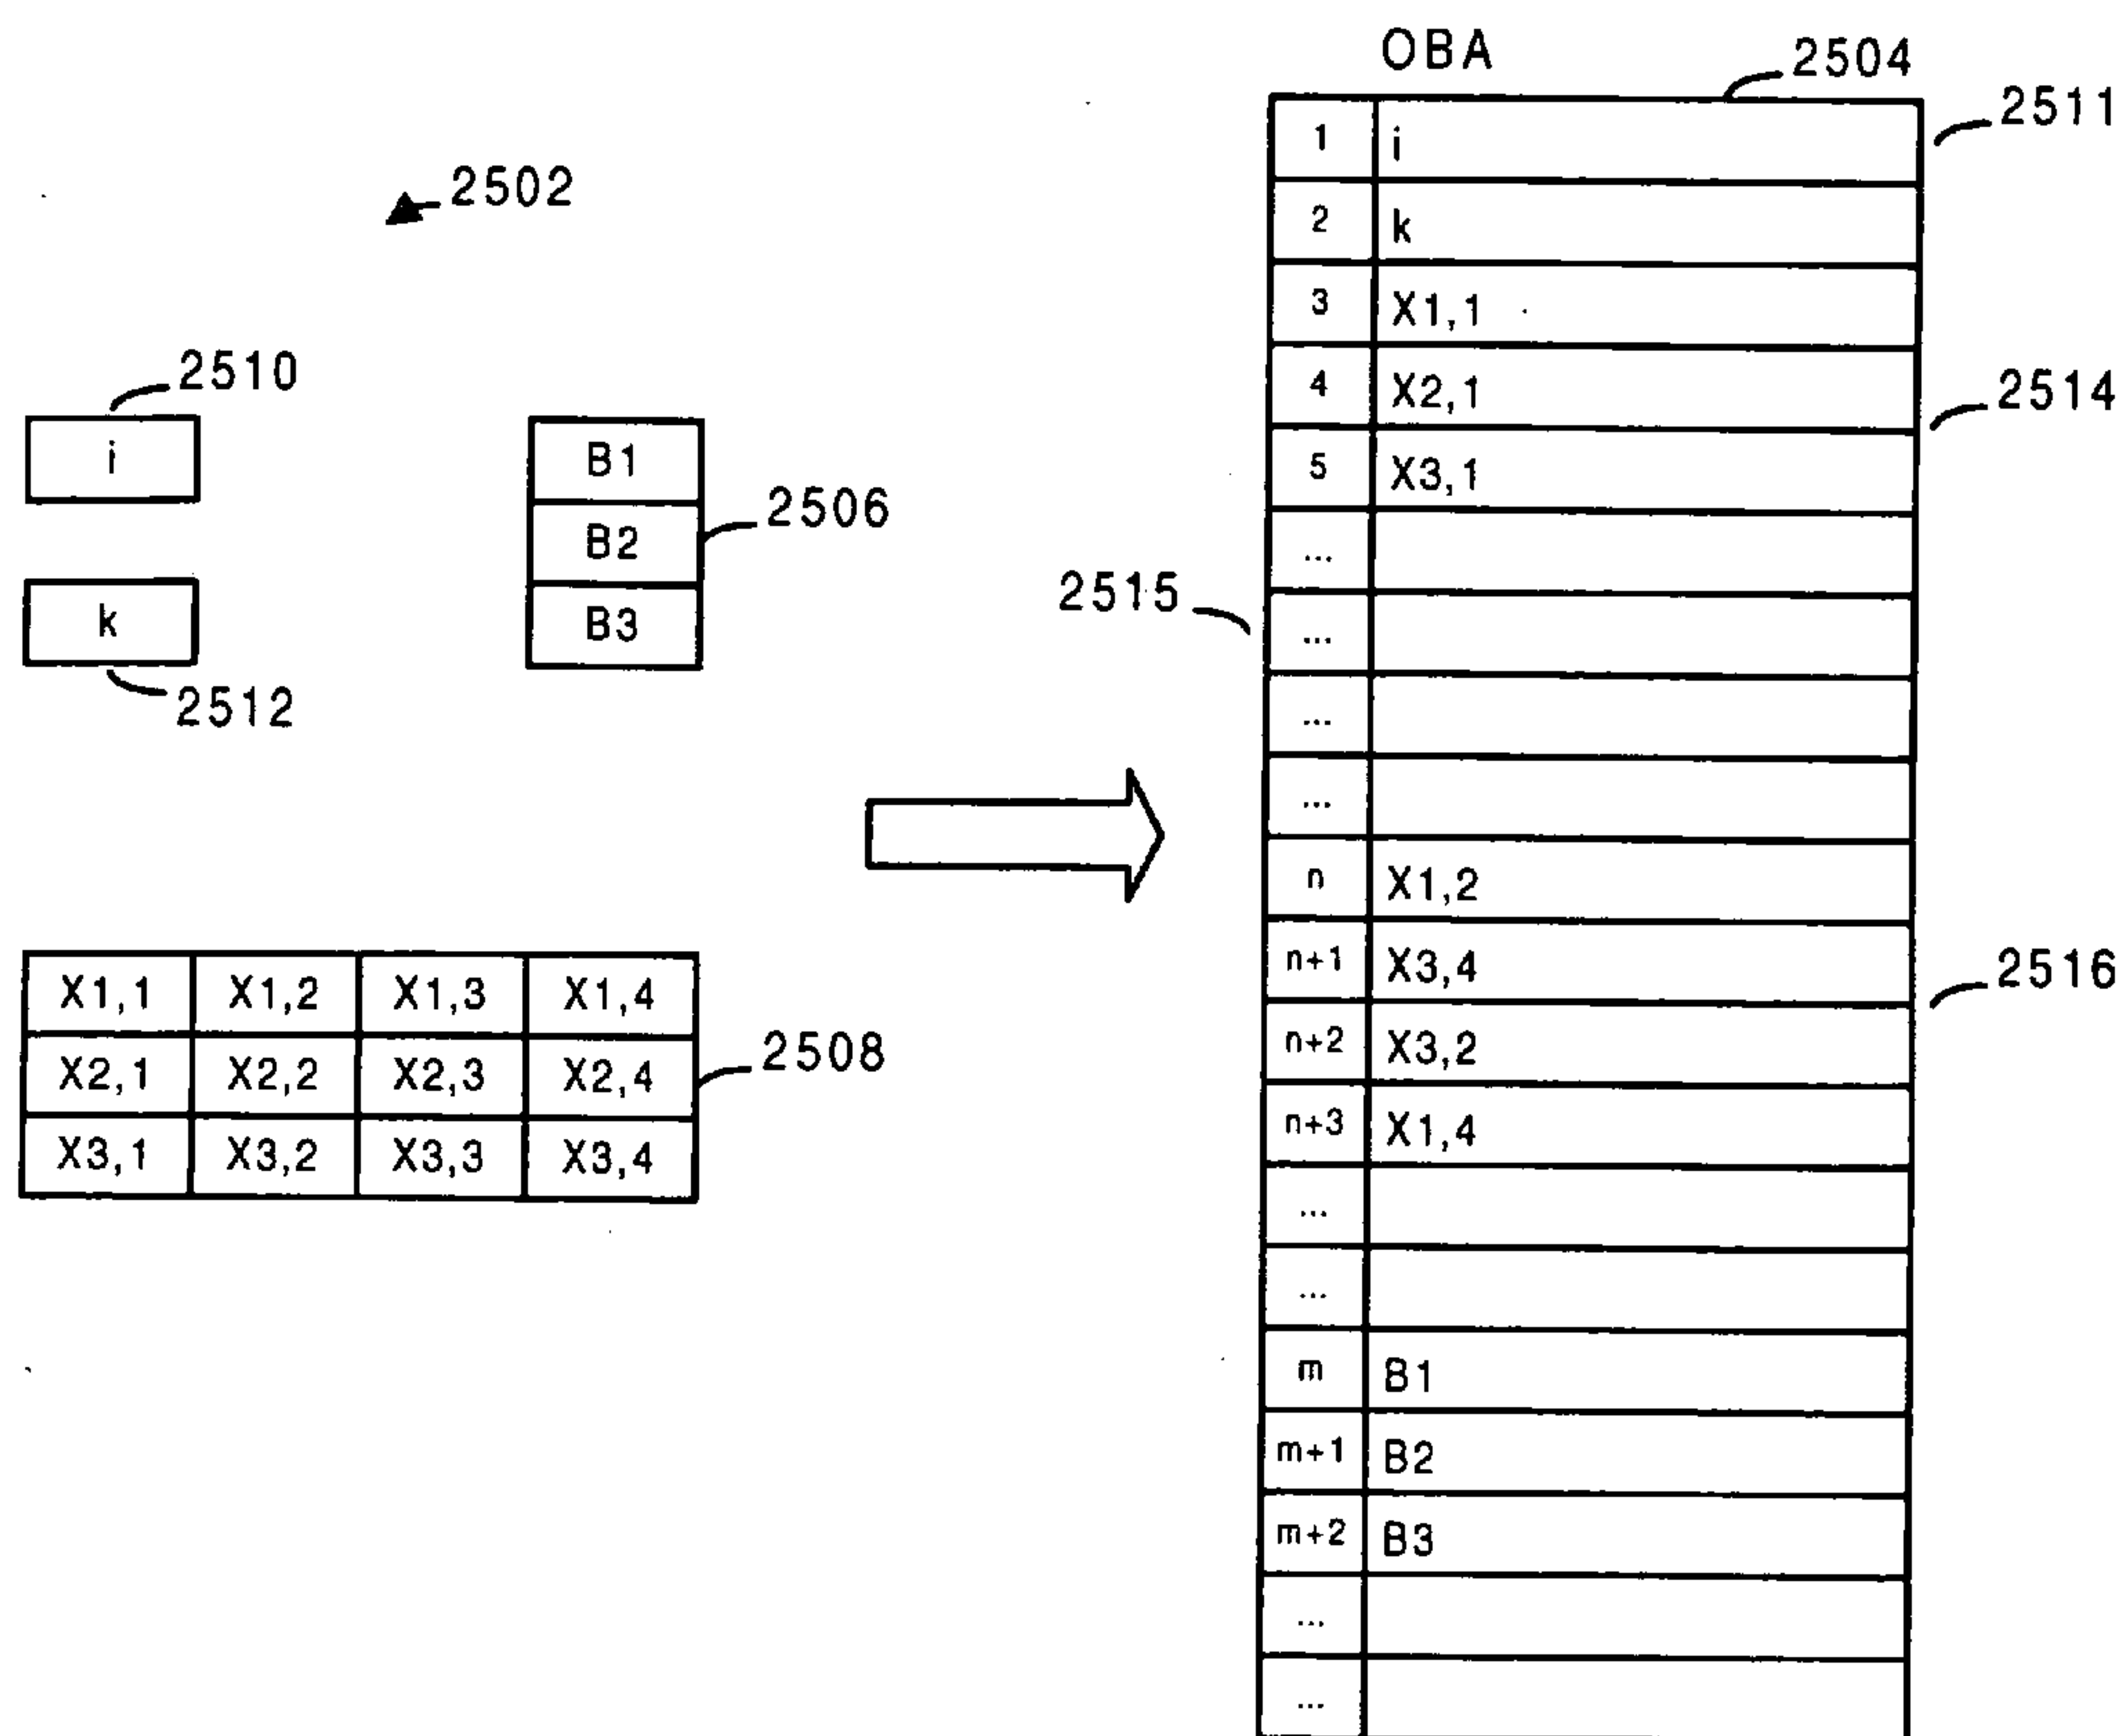 2502
2510
i
k
2512
B1
B2
B3
2506
X1,1 X1,2 X1,3 X1,4
X2,1 X2,2 X2,3 X2,4
X3,1 X3,2 X3,3 X3,4
2508
OBA
2504
2511
1 i
2 k
3 X1,1
4 X2,1
2514
5 X3,1
...
2515
...
...
...
n X1,2
n+1 X3,4
2516
n+2 X3,2
n+3 X1,4
...
...
m B1
m+1 B2
m+2 B3
...
...